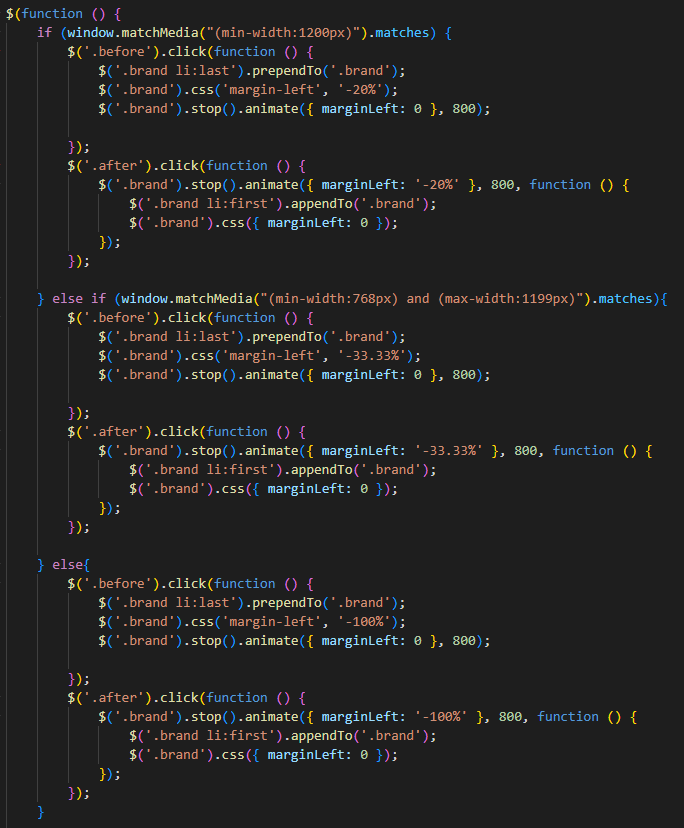 $(function () {
    if (window.matchMedia("(min-width:1200px)").matches) {
        $('.before').click(function () {
            $('.brand li:last').prependTo('.brand');
            $('.brand').css('margin-left', '-20%');
            $('.brand').stop().animate({ marginLeft: 0 }, 800);

        });
        $('.after').click(function () {
            $('.brand').stop().animate({ marginLeft: '-20%' }, 800, function () {
                $('.brand li:first').appendTo('.brand');
                $('.brand').css({ marginLeft: 0 });
            });
        });

    } else if (window.matchMedia("(min-width:768px) and (max-width:1199px)").matches){
        $('.before').click(function () {
            $('.brand li:last').prependTo('.brand');
            $('.brand').css('margin-left', '-33.33%');
            $('.brand').stop().animate({ marginLeft: 0 }, 800);

        });
        $('.after').click(function () {
            $('.brand').stop().animate({ marginLeft: '-33.33%' }, 800, function () {
                $('.brand li:first').appendTo('.brand');
                $('.brand').css({ marginLeft: 0 });
            });
        });

    } else{
        $('.before').click(function () {
            $('.brand li:last').prependTo('.brand');
            $('.brand').css('margin-left', '-100%');
            $('.brand').stop().animate({ marginLeft: 0 }, 800);

        });
        $('.after').click(function () {
            $('.brand').stop().animate({ marginLeft: '-100%' }, 800, function () {
                $('.brand li:first').appendTo('.brand');
                $('.brand').css({ marginLeft: 0 });
            });
        });
    }